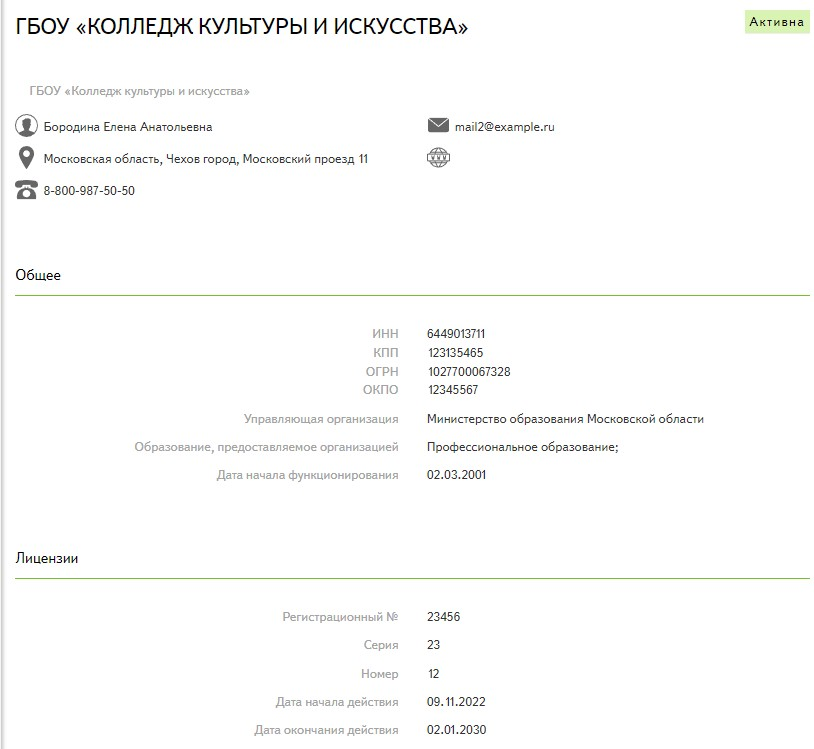 ГБОУ «КОЛЛЕДЖ КУЛЬТУРЫ И ИСКУССТВА»
Активна
ГБОУ «Колледж культуры и искусства»
Бородина Елена Анатольевна
mail2@example.ru
Московская область, Чехов город, Московский проезд 11
WWW
8-800-987-50-50
Общее
ИНН 6449013711
КПП 123135465
ОГРН 1027700067328
ОКПО 12345567
Управляющая организация Министерство образования Московской области
Образование, предоставляемое организацией Профессиональное образование;
Дата начала функционирования 02.03.2001
Лицензии
Регистрационный № 23456
Серия 23
Номер 12
Дата начала действия 09.11.2022
Дата окончания действия 02.01.2030